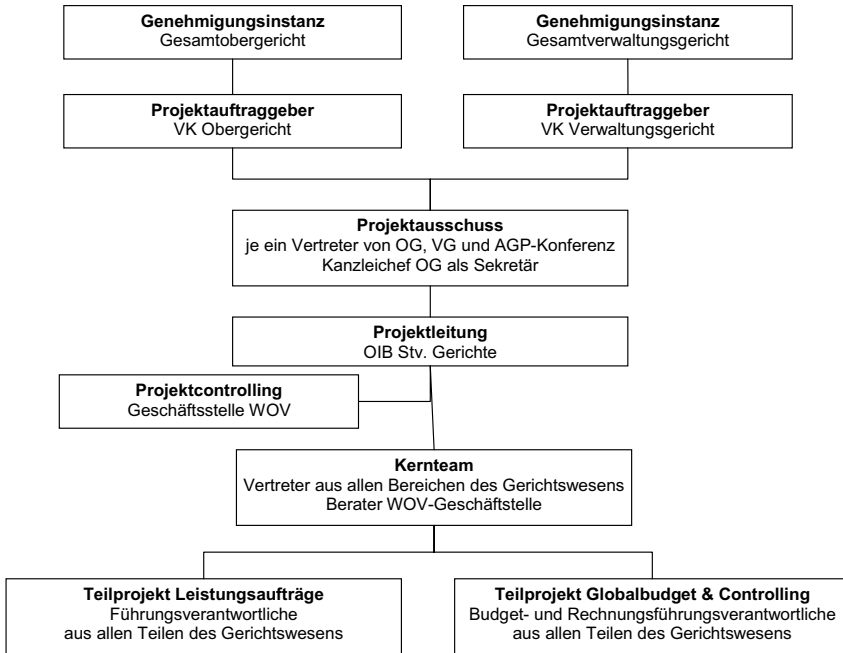 Genehmigungsinstanz
Gesamtobergericht
Genehmigungsinstanz
Gesamtverwaltungsgericht
Projektauftraggeber
VK Obergericht
Projektauftraggeber
VK Verwaltungsgericht
Projektausschuss
je ein Vertreter von OG, VG und AGP-Konferenz
Kanzleichef OG als Sekretär
Projektleitung
OIB Stv. Gerichte
Projektcontrolling
Geschäftsstelle WOV
Kernteam
Vertreter aus allen Bereichen des Gerichtswesens
Berater WOV-Geschäftstelle
Teilprojekt Leistungsaufträge
Führungsverantwortliche
aus allen Teilen des Gerichtswesens
Teilprojekt Globalbudget & Controlling
Budget- und Rechnungsführungsverantwortliche
aus allen Teilen des Gerichtswesens